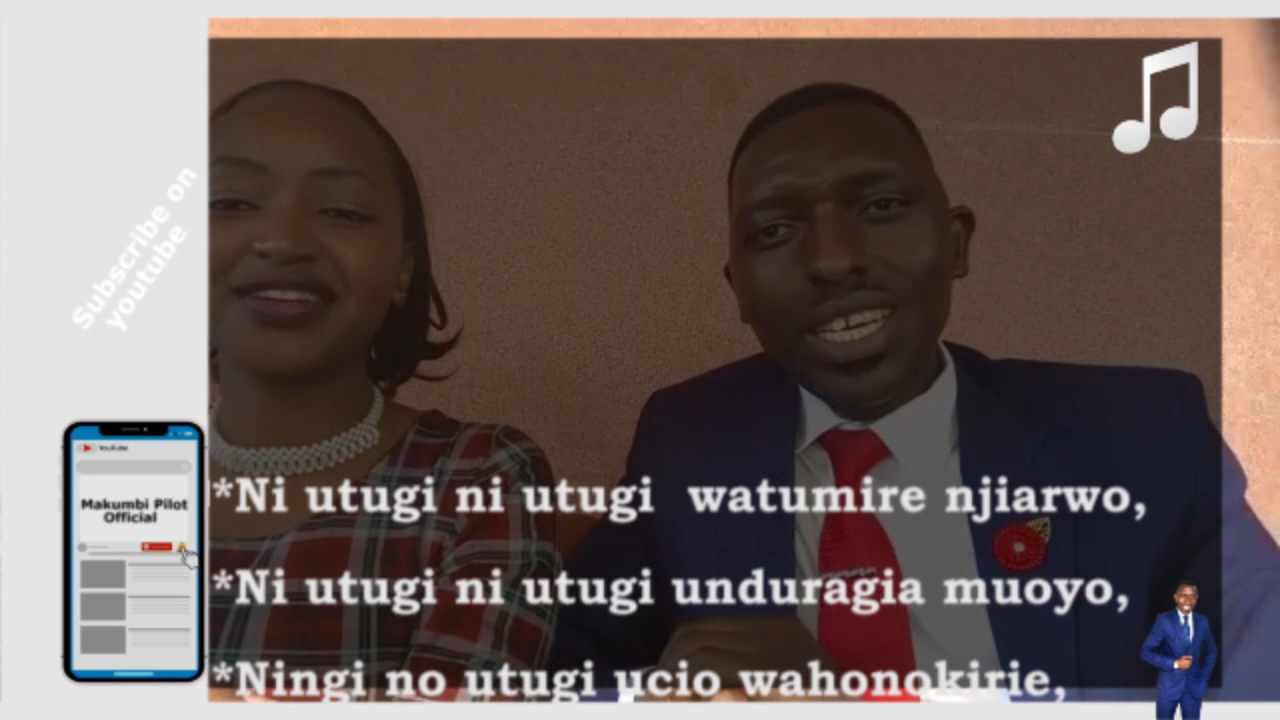 Subscribe on
youtube
YouTube
Makumbi Pilot
Official
*Ni utugi ni utugi watumire njiarwo,
*Ni utugi ni utugi unduragia muoyo,
*Ningi no utugi ucio wahonokirie,